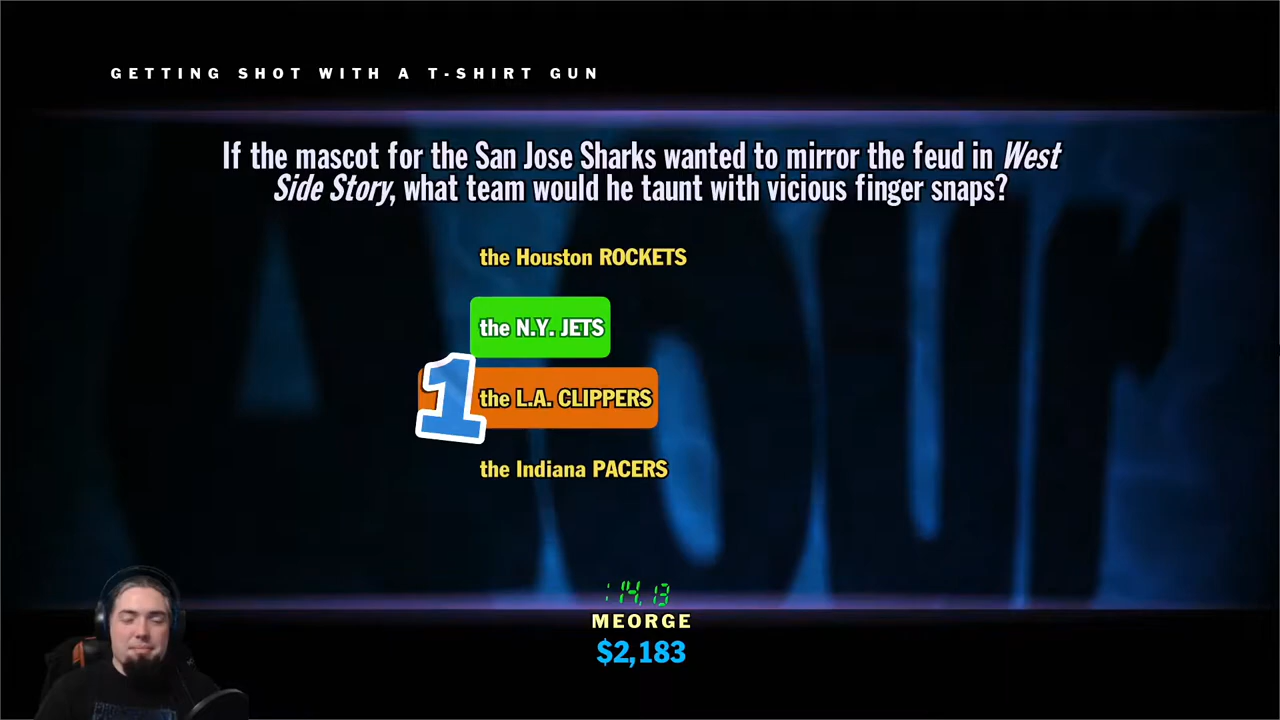 GETTING SHOT WITH A T-SHIRT GUN
If the mascot for the San Jose Sharks wanted to mirror the feud in West
Side Story, what team would he taunt with vicious finger snaps?
the Houston ROCKETS
the N.Y. JETS
1
the L.A. CLIPPERS
the Indiana PACERS
:14.13
MEORGE
$2,183